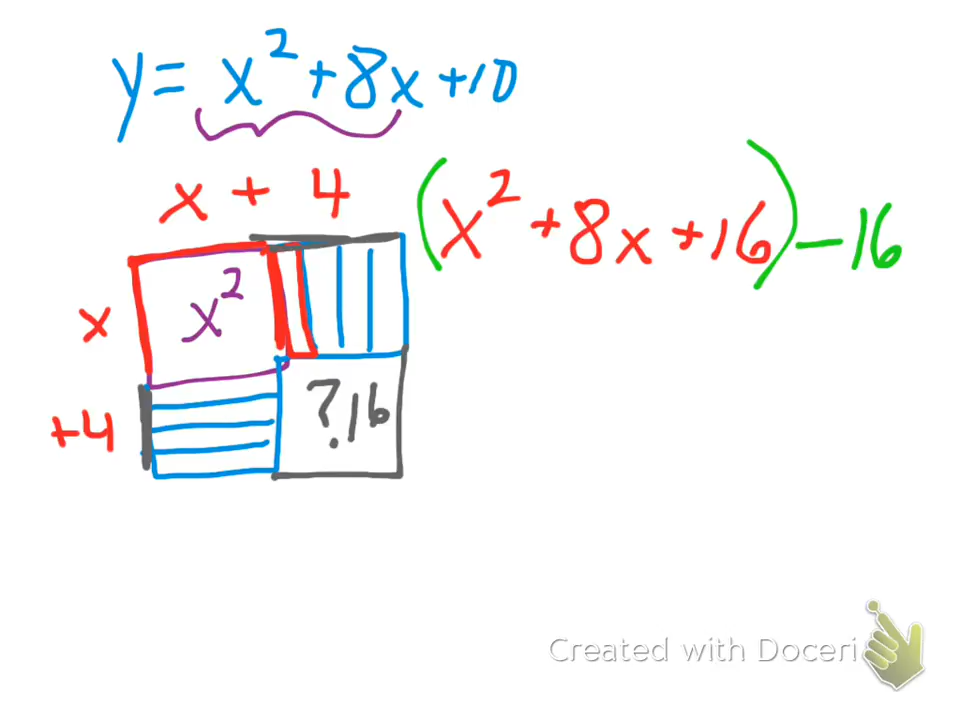 y = x² + 8x + 10
x + 4
(x² + 8x + 16) - 16
x
x²
+4
? 16
Created with Doceri